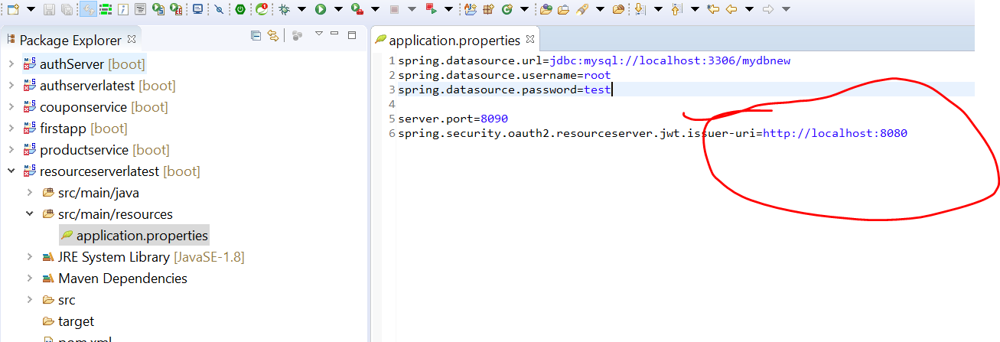 Package Explorer
authServer [boot]
authserverlatest [boot]
couponservice [boot]
firstapp [boot]
productservice [boot]
resourceserverlatest [boot]
src/main/java
src/main/resources
application.properties
JRE System Library [JavaSE-1.8]
Maven Dependencies
src
target
pom.xml
application.properties
1 spring.datasource.url=jdbc:mysql://localhost:3306/mydbnew
2 spring.datasource.username=root
3 spring.datasource.password=test
4
5 server.port=8090
6 spring.security.oauth2.resourceserver.jwt.issuer-uri=http://localhost:8080